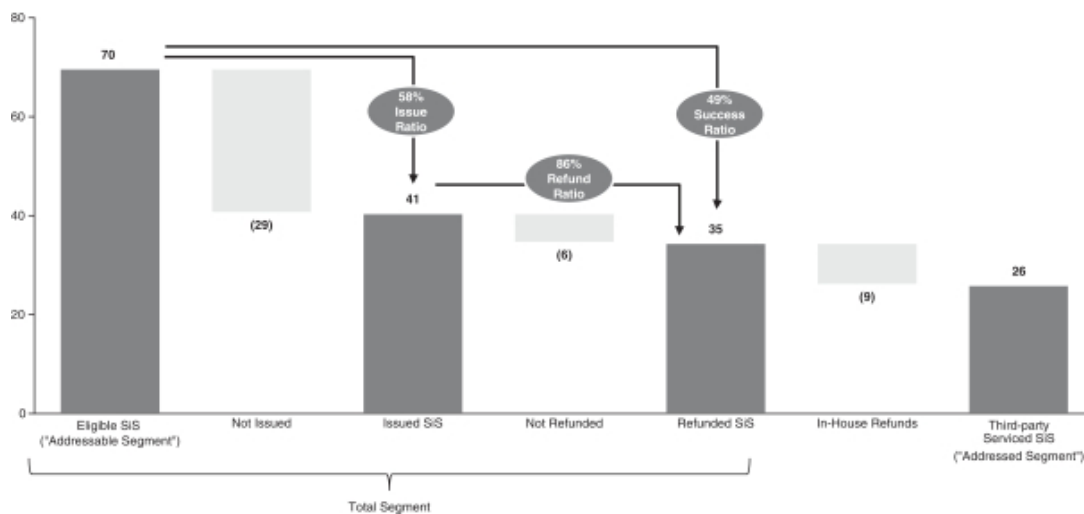 80
60
40
20
0
70
(29)
58%
Issue
Ratio
41
86%
Refund
Ratio
(6)
49%
Success
Ratio
35
(9)
26
Eligible SiS
("Addressable Segment")
Not Issued
Issued SiS
Not Refunded
Refunded SiS
In-House Refunds
Third-party
Serviced SiS
("Addressed Segment")
Total Segment